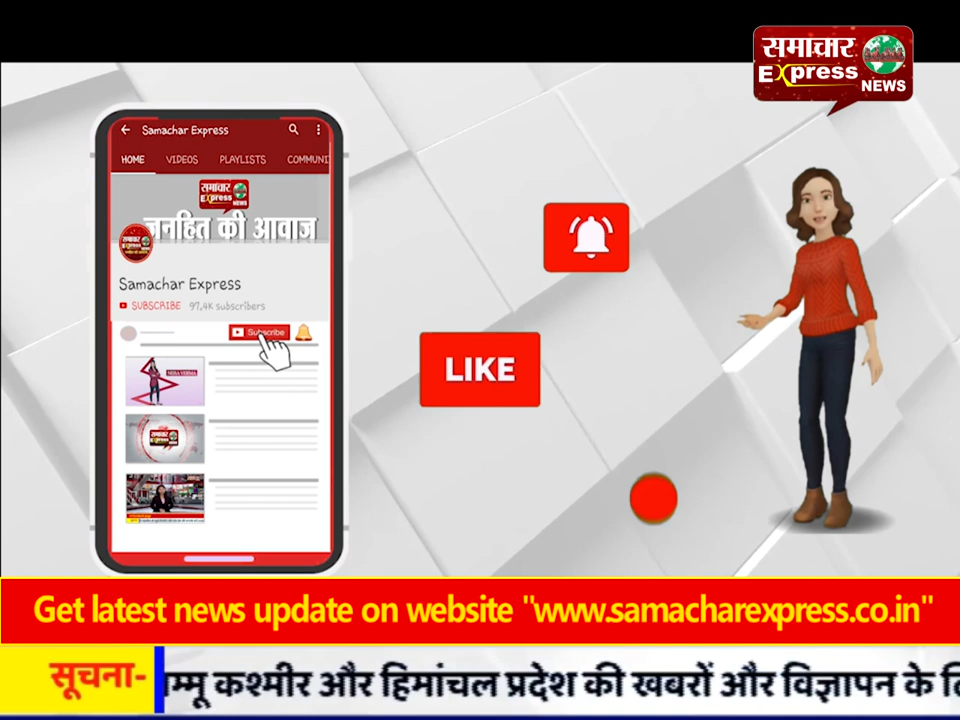 समाचार
Express
NEWS
Samachar Express
HOME VIDEOS PLAYLISTS COMMUNI
समाचार
Express
NEWS
जनहित की आवाज
Samachar Express
SUBSCRIBE 97.4K subscribers
Subscribe
LIKE
Get latest news update on website "www.samacharexpress.co.in"
सूचना- म्मू कश्मीर और हिमांचल प्रदेश की खबरों और विज्ञापन के लि